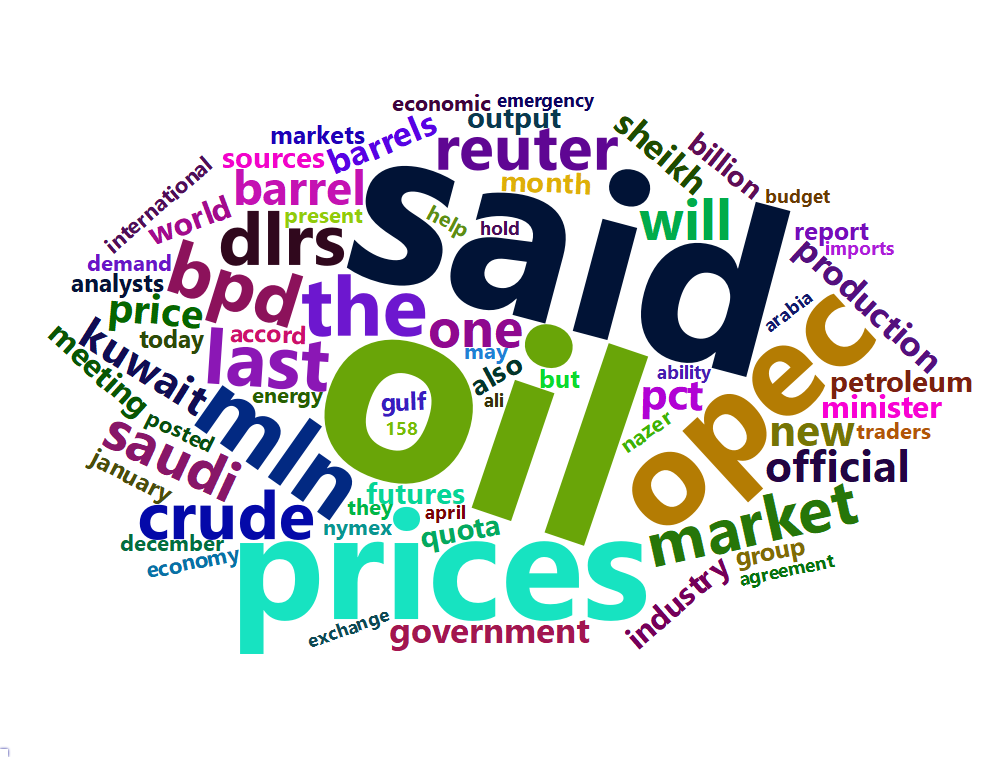 economic
emergency
output
markets
barrels
sheikh
billion
reuter
sources
said
international
barrel
month
budget
present
help
hold
will
world
dlrs
report
imports
demand
bpd
production
analysts
the
arabia
price
one
opec
accord
today
last
may
oil
kuwait
meeting
also
but
ability
pct
petroleum
energy
gulf
ali
minister
mln
158
nazer
new
traders
posted
saudi
january
official
futures
crude
they
april
market
nymex
quota
december
prices
group
economy
agreement
industry
exchange
government